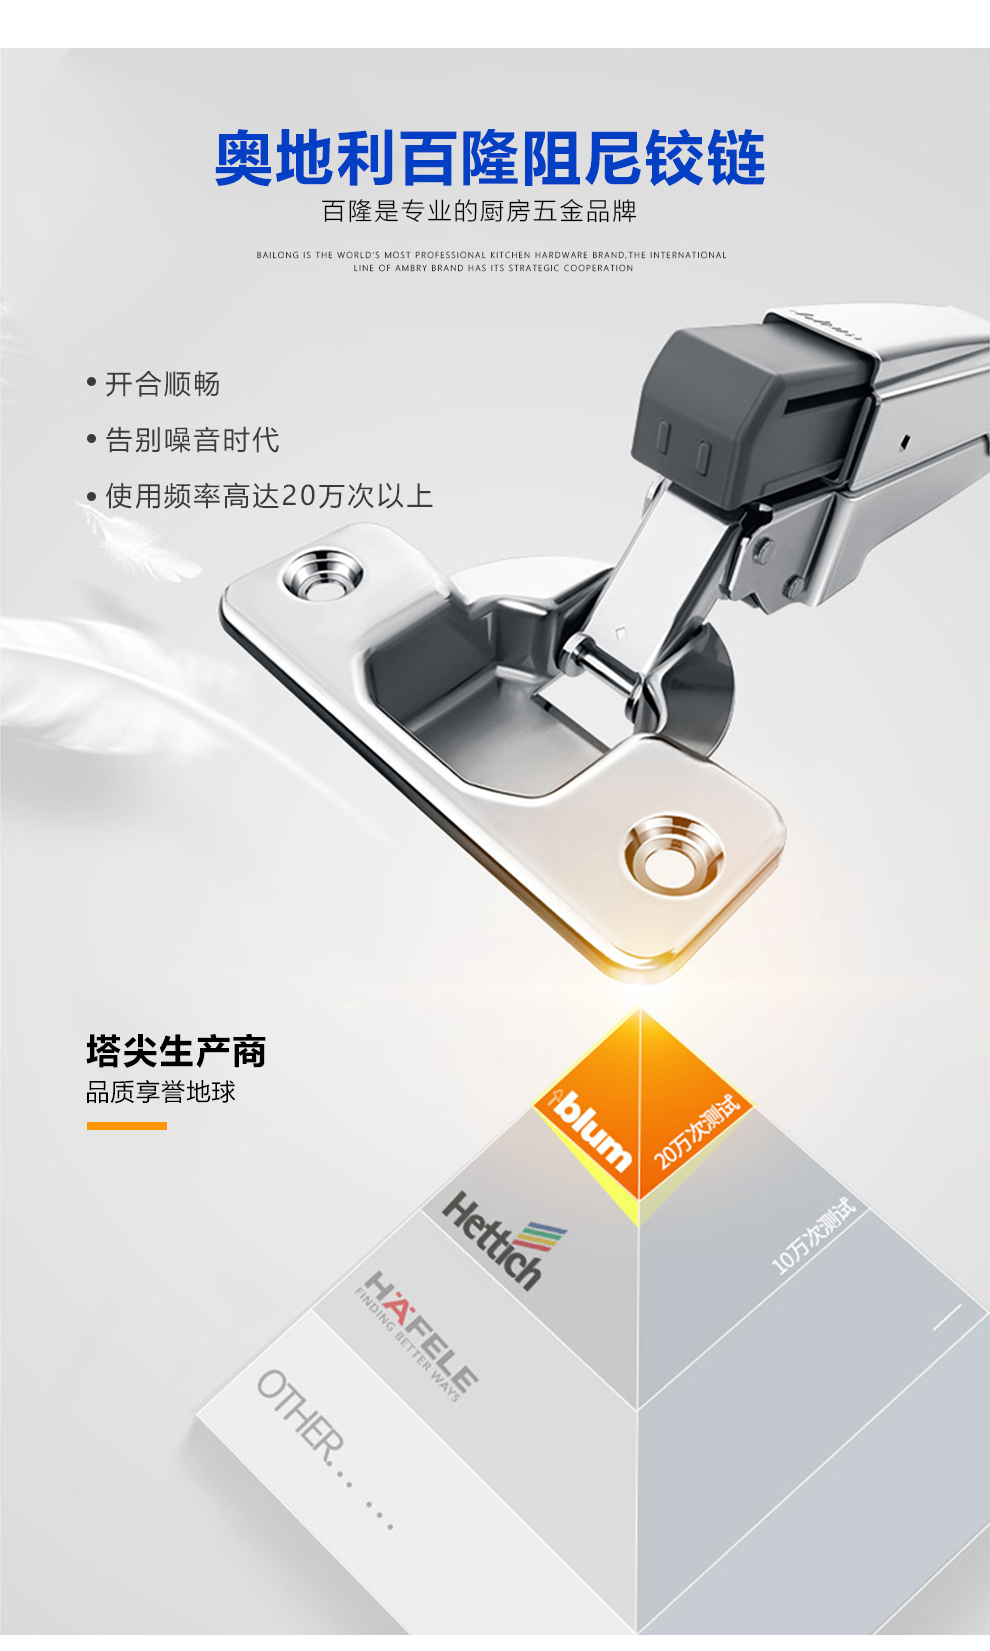 奥地利百隆阻尼铰链
百隆是专业的厨房五金品牌
BAILONG IS THE WORLD'S MOST PROFESSIONAL KITCHEN HARDWARE BRAND,THE INTERNATIONAL
LINE OF AMBRY BRAND HAS ITS STRATEGIC COOPERATION
• 开合顺畅
• 告别噪音时代
• 使用频率高达20万次以上
塔尖生产商
品质享誉地球
blum
20万次测试
Hettich
10万次测试
HÄFELE
FINDING BETTER WAYS
OTHER... ...